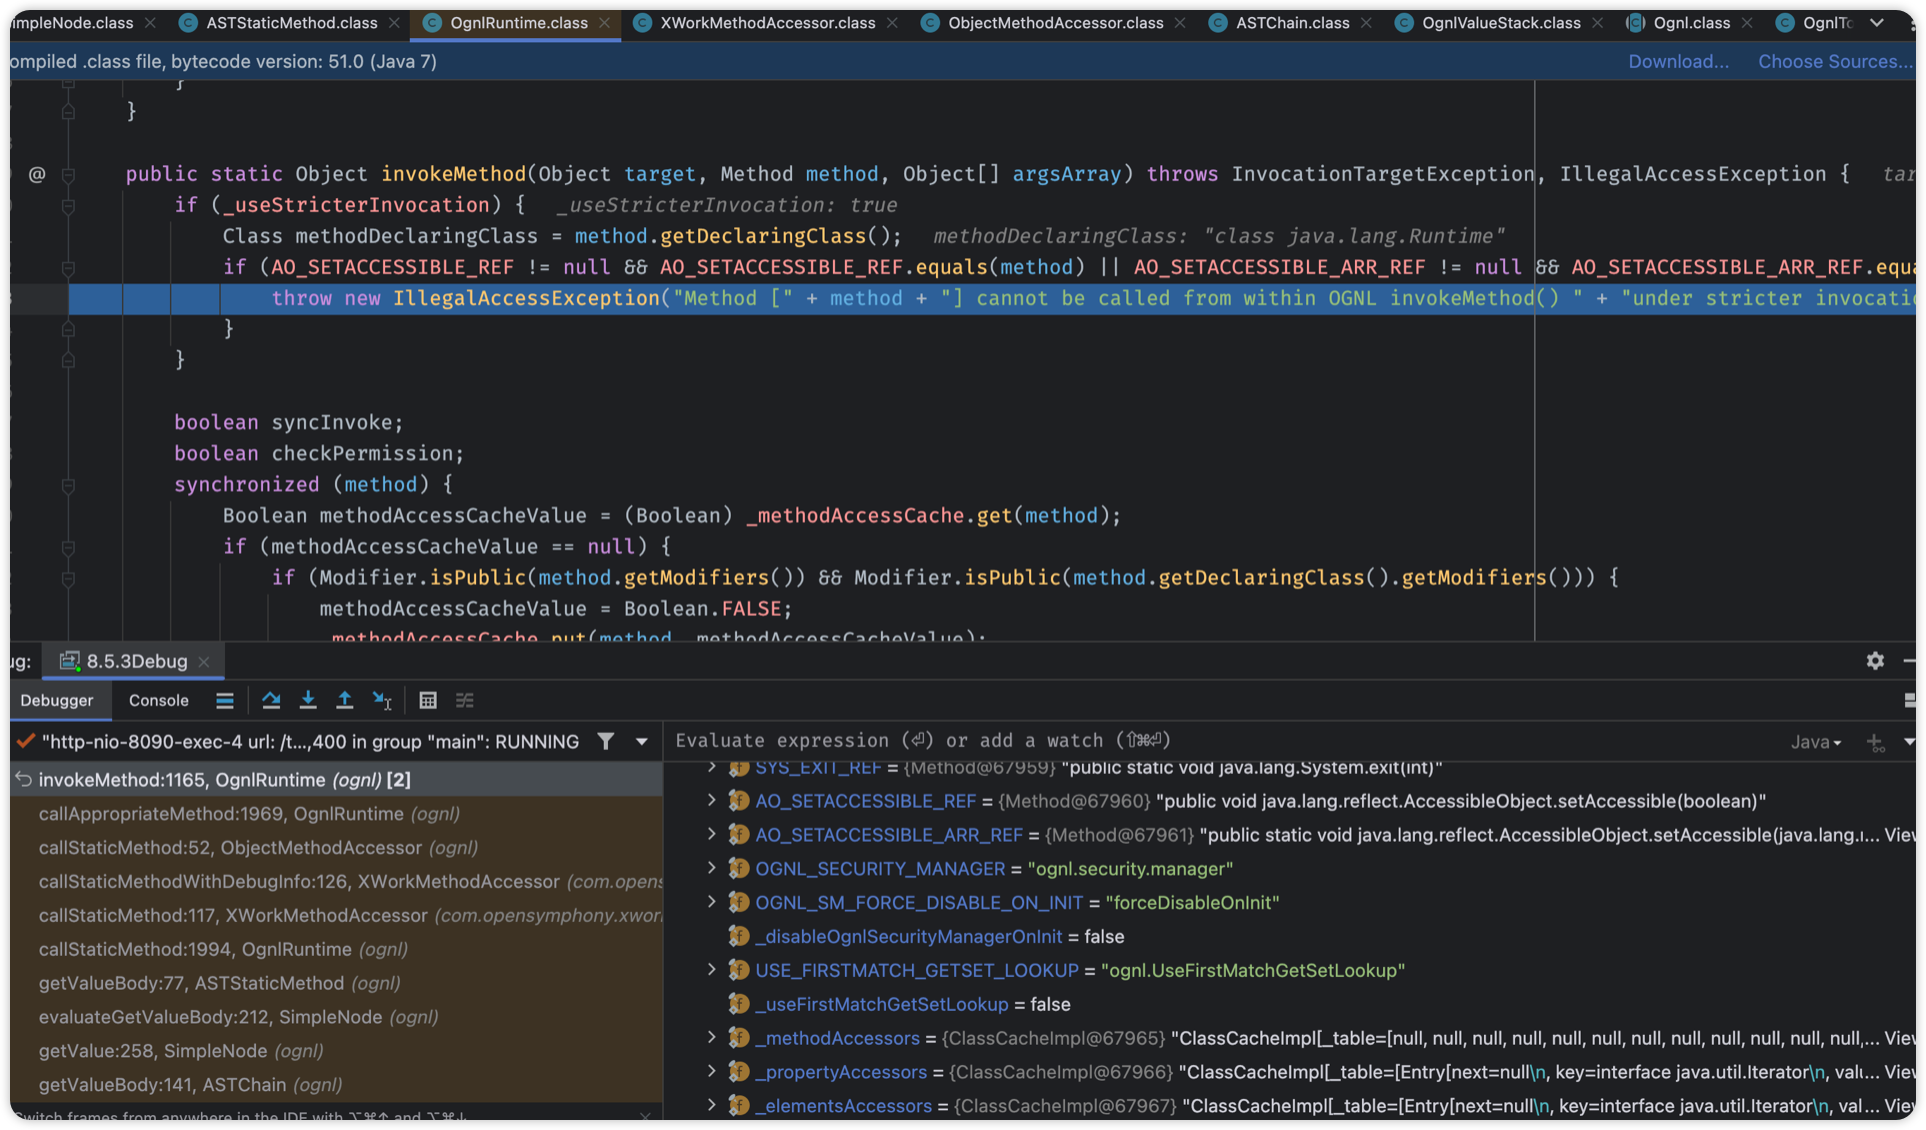 impleNode.class
ASTStaticMethod.class
OgnlRuntime.class
XWorkMethodAccessor.class
ObjectMethodAccessor.class
ASTChain.class
OgnlValueStack.class
Ognl.class
ompiled .class file, bytecode version: 51.0 (Java 7)
Download...
Choose Sources...
}
}
@
public static Object invokeMethod(Object target, Method method, Object[] argsArray) throws InvocationTargetException, IllegalAccessException {   tar
if (_useStricterInvocation) {   _useStricterInvocation: true
Class methodDeclaringClass = method.getDeclaringClass();   methodDeclaringClass: "class java.lang.Runtime"
if (AO_SETACCESSIBLE_REF != null && AO_SETACCESSIBLE_REF.equals(method) || AO_SETACCESSIBLE_ARR_REF != null && AO_SETACCESSIBLE_ARR_REF.equa
throw new IllegalAccessException("Method [" + method + "] cannot be called from within OGNL invokeMethod() " + "under stricter invocatio
}
}
boolean syncInvoke;
boolean checkPermission;
synchronized (method) {
Boolean methodAccessCacheValue = (Boolean) _methodAccessCache.get(method);
if (methodAccessCacheValue == null) {
if (Modifier.isPublic(method.getModifiers()) && Modifier.isPublic(method.getDeclaringClass().getModifiers())) {
methodAccessCacheValue = Boolean.FALSE;
_methodAccessCache.put(method, methodAccessCacheValue);
ug:
8.5.3Debug
Debugger
Console
"http-nio-8090-exec-4 url: /t...,400 in group "main": RUNNING
invokeMethod:1165, OgnlRuntime (ognl) [2]
callAppropriateMethod:1969, OgnlRuntime (ognl)
callStaticMethod:52, ObjectMethodAccessor (ognl)
callStaticMethodWithDebugInfo:126, XWorkMethodAccessor (com.opens
callStaticMethod:117, XWorkMethodAccessor (com.opensymphony.xwor
callStaticMethod:1994, OgnlRuntime (ognl)
getValueBody:77, ASTStaticMethod (ognl)
evaluateGetValueBody:212, SimpleNode (ognl)
getValue:258, SimpleNode (ognl)
getValueBody:141, ASTChain (ognl)
Switch frames from anywhere in the IDE with ⌥⌘↑ and ⌥⌘↓
Evaluate expression (⏎) or add a watch (⇧⌘⏎)
Java
SYS_EXIT_REF = {Method@67959} "public static void java.lang.System.exit(int)"
AO_SETACCESSIBLE_REF = {Method@67960} "public void java.lang.reflect.AccessibleObject.setAccessible(boolean)"
AO_SETACCESSIBLE_ARR_REF = {Method@67961} "public static void java.lang.reflect.AccessibleObject.setAccessible(java.lang.r... View
OGNL_SECURITY_MANAGER = "ognl.security.manager"
OGNL_SM_FORCE_DISABLE_ON_INIT = "forceDisableOnInit"
_disableOgnlSecurityManagerOnInit = false
USE_FIRSTMATCH_GETSET_LOOKUP = "ognl.UseFirstMatchGetSetLookup"
_useFirstMatchGetSetLookup = false
_methodAccessors = {ClassCacheImpl@67965} "ClassCacheImpl[_table=[null, null, null, null, null, null, null, null, null, null, null,... View
_propertyAccessors = {ClassCacheImpl@67966} "ClassCacheImpl[_table=[Entry[next=null\n, key=interface java.util.Iterator\n, valu... View
_elementsAccessors = {ClassCacheImpl@67967} "ClassCacheImpl[_table=[Entry[next=null\n, key=interface java.util.Iterator\n, val... View